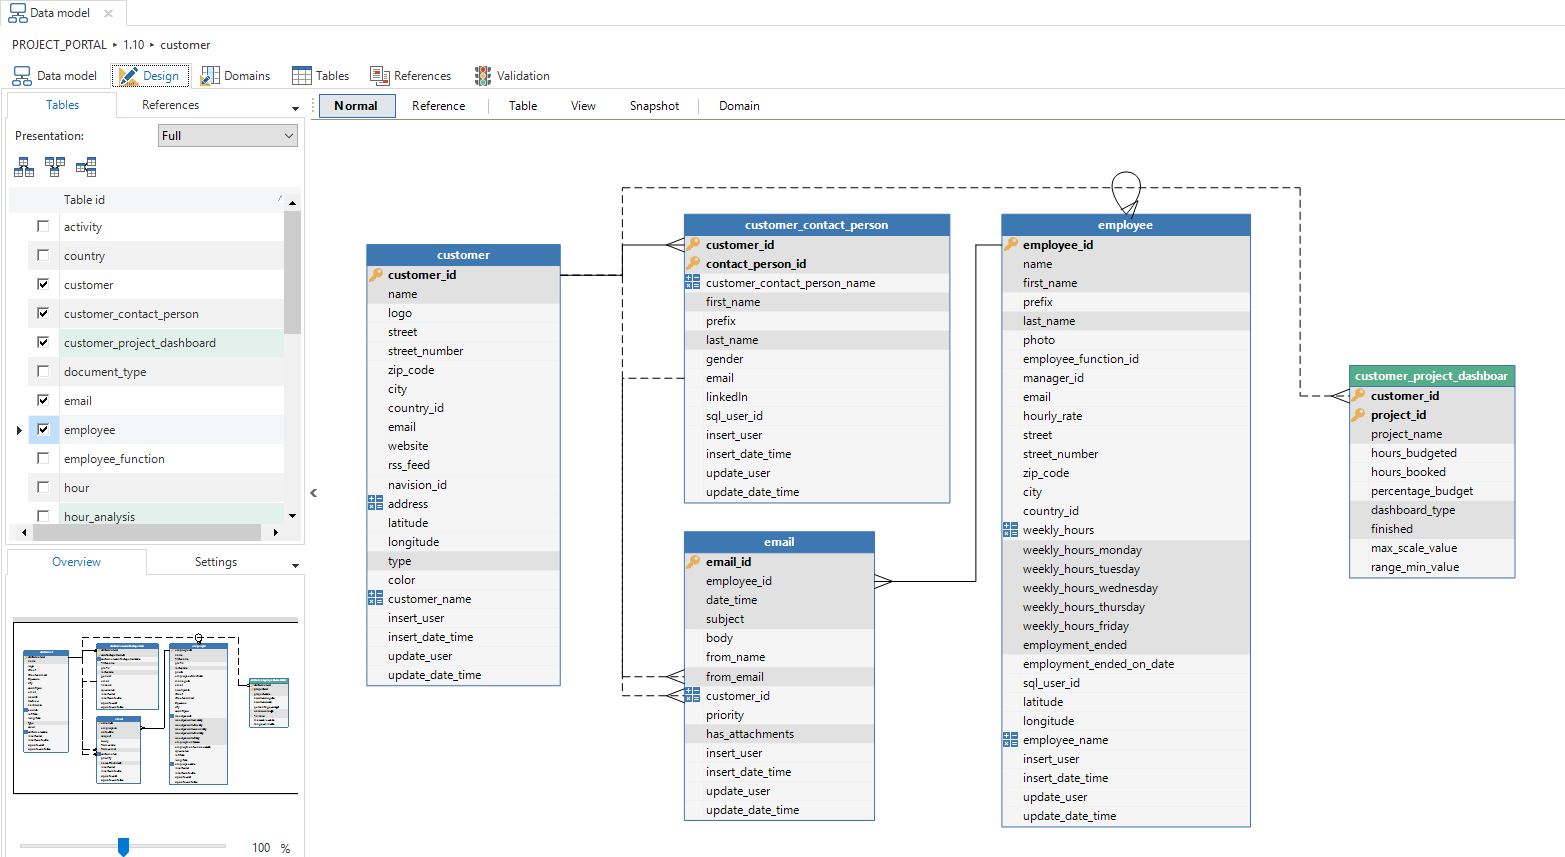 Data model
PROJECT_PORTAL ▸ 1.10 ▸ customer
Data model
Design
Domains
Tables
References
Validation
Tables
References
Presentation:
Full
Table id
activity
country
customer
customer_contact_person
customer_project_dashboard
document_type
email
employee
employee_function
hour
hour_analysis
Overview
Settings
100 %
Normal
Reference
Table
View
Snapshot
Domain
customer
customer_id
name
logo
street
street_number
zip_code
city
country_id
email
website
rss_feed
navision_id
address
latitude
longitude
type
color
customer_name
insert_user
insert_date_time
update_user
update_date_time
customer_contact_person
customer_id
contact_person_id
customer_contact_person_name
first_name
prefix
last_name
gender
email
linkedIn
sql_user_id
insert_user
insert_date_time
update_user
update_date_time
email
email_id
employee_id
date_time
subject
body
from_name
from_email
customer_id
priority
has_attachments
insert_user
insert_date_time
update_user
update_date_time
employee
employee_id
name
first_name
prefix
last_name
photo
employee_function_id
manager_id
email
hourly_rate
street
street_number
zip_code
city
country_id
weekly_hours
weekly_hours_monday
weekly_hours_tuesday
weekly_hours_wednesday
weekly_hours_thursday
weekly_hours_friday
employment_ended
employment_ended_on_date
sql_user_id
latitude
longitude
employee_name
insert_user
insert_date_time
update_user
update_date_time
customer_project_dashboar
customer_id
project_id
project_name
hours_budgeted
hours_booked
percentage_budget
dashboard_type
finished
max_scale_value
range_min_value